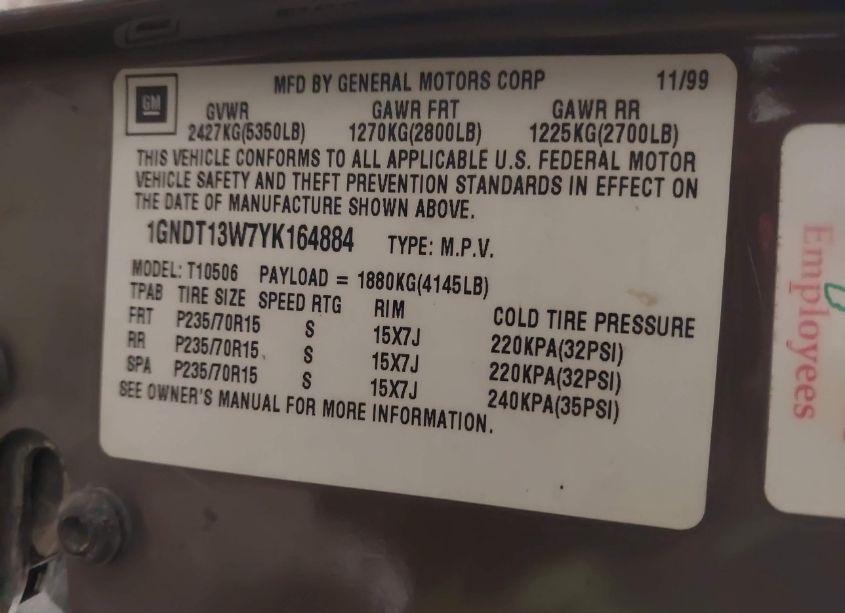 GM
MFD BY GENERAL MOTORS CORP 11/99
GVWR GAWR FRT GAWR RR
2427KG(5350LB) 1270KG(2800LB) 1225KG(2700LB)
THIS VEHICLE CONFORMS TO ALL APPLICABLE U.S. FEDERAL MOTOR
VEHICLE SAFETY AND THEFT PREVENTION STANDARDS IN EFFECT ON
THE DATE OF MANUFACTURE SHOWN ABOVE.
1GNDT13W7YK164884 TYPE: M.P.V.
MODEL: T10506 PAYLOAD = 1880KG(4145LB)
TPAB TIRE SIZE SPEED RTG RIM COLD TIRE PRESSURE
FRT P235/70R15 S 15X7J 220KPA(32PSI)
RR P235/70R15 S 15X7J 220KPA(32PSI)
SPA P235/70R15 S 15X7J 240KPA(35PSI)
SEE OWNER'S MANUAL FOR MORE INFORMATION.
Employees